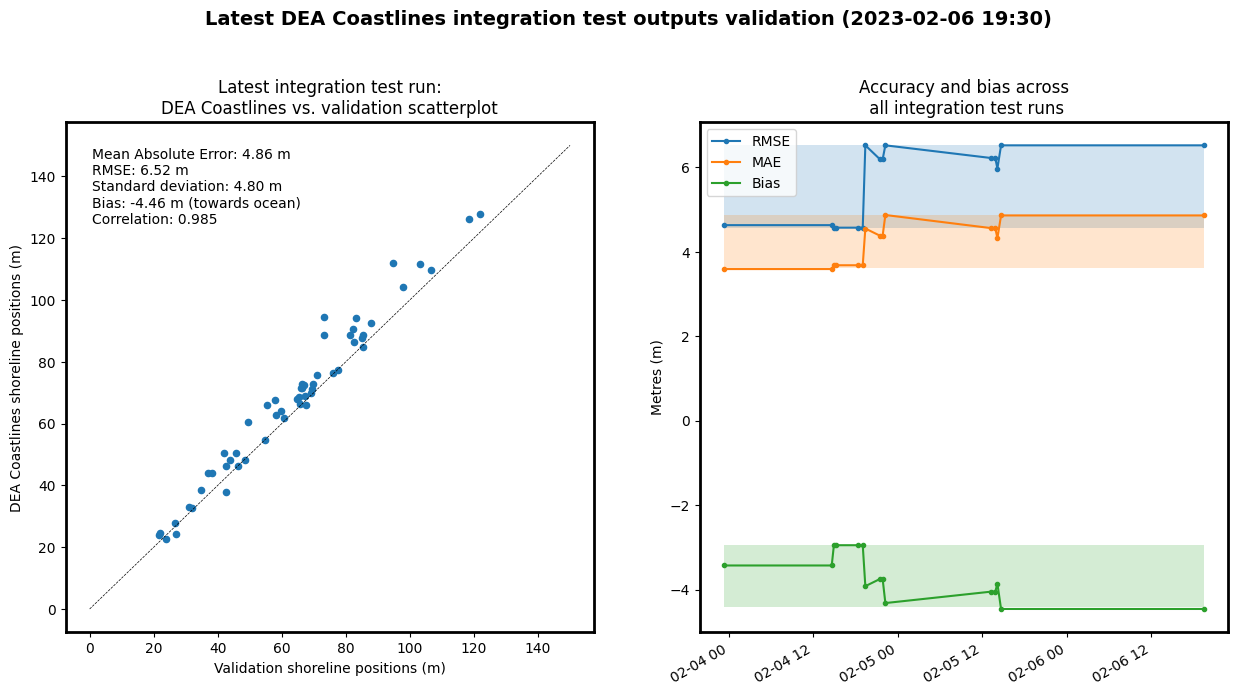 Latest DEA Coastlines integration test outputs validation (2023-02-06 19:30)
Latest integration test run:
DEA Coastlines vs. validation scatterplot
Mean Absolute Error: 4.86 m
RMSE: 6.52 m
Standard deviation: 4.80 m
Bias: -4.46 m (towards ocean)
Correlation: 0.985
DEA Coastlines shoreline positions (m)
140
120
100
80
60
40
20
0
0 20 40 60 80 100 120 140
Validation shoreline positions (m)
Accuracy and bias across
all integration test runs
RMSE
MAE
Bias
Metres (m)
6
4
2
0
−2
−4
02-04 00 02-04 12 02-05 00 02-05 12 02-06 00 02-06 12